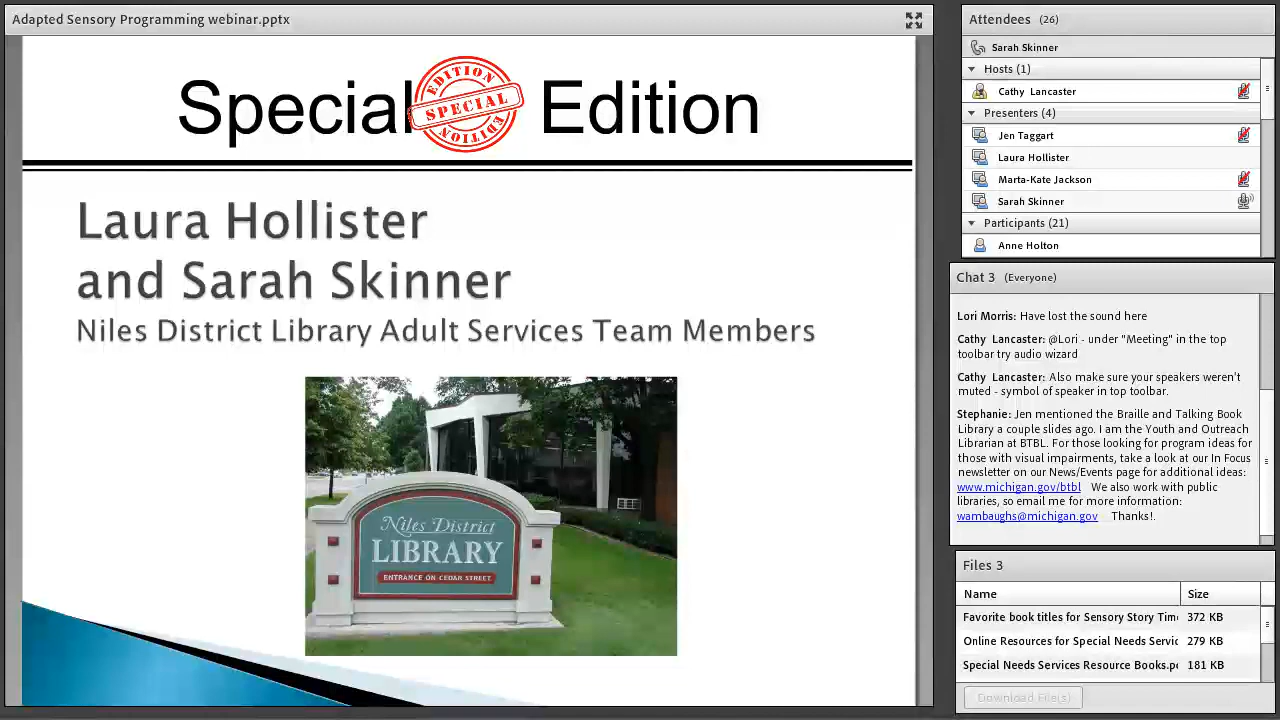 Adapted Sensory Programming webinar.pptx
Special Edition
EDITION
SPECIAL
EDITION
Laura Hollister
and Sarah Skinner
Niles District Library Adult Services Team Members
Niles District
LIBRARY
ENTRANCE ON CEDAR STREET
Attendees (26)
Sarah Skinner
Hosts (1)
Cathy Lancaster
Presenters (4)
Jen Taggart
Laura Hollister
Marta-Kate Jackson
Sarah Skinner
Participants (21)
Anne Holton
Chat 3 (Everyone)
Lori Morris: Have lost the sound here
Cathy Lancaster: @Lori - under "Meeting" in the top
toolbar try audio wizard
Cathy Lancaster: Also make sure your speakers weren't
muted - symbol of speaker in top toolbar.
Stephanie: Jen mentioned the Braille and Talking Book
Library a couple slides ago. I am the Youth and Outreach
Librarian at BTBL. For those looking for program ideas for
those with visual impairments, take a look at our In Focus
newsletter on our News/Events page for additional ideas:
www.michigan.gov/btbl We also work with public
libraries, so email me for more information:
wambaughs@michigan.gov Thanks!
Files 3
Name Size
Favorite book titles for Sensory Story Tim 372 KB
Online Resources for Special Needs Servic 279 KB
Special Needs Services Resource Books.p 181 KB
Download File(s)